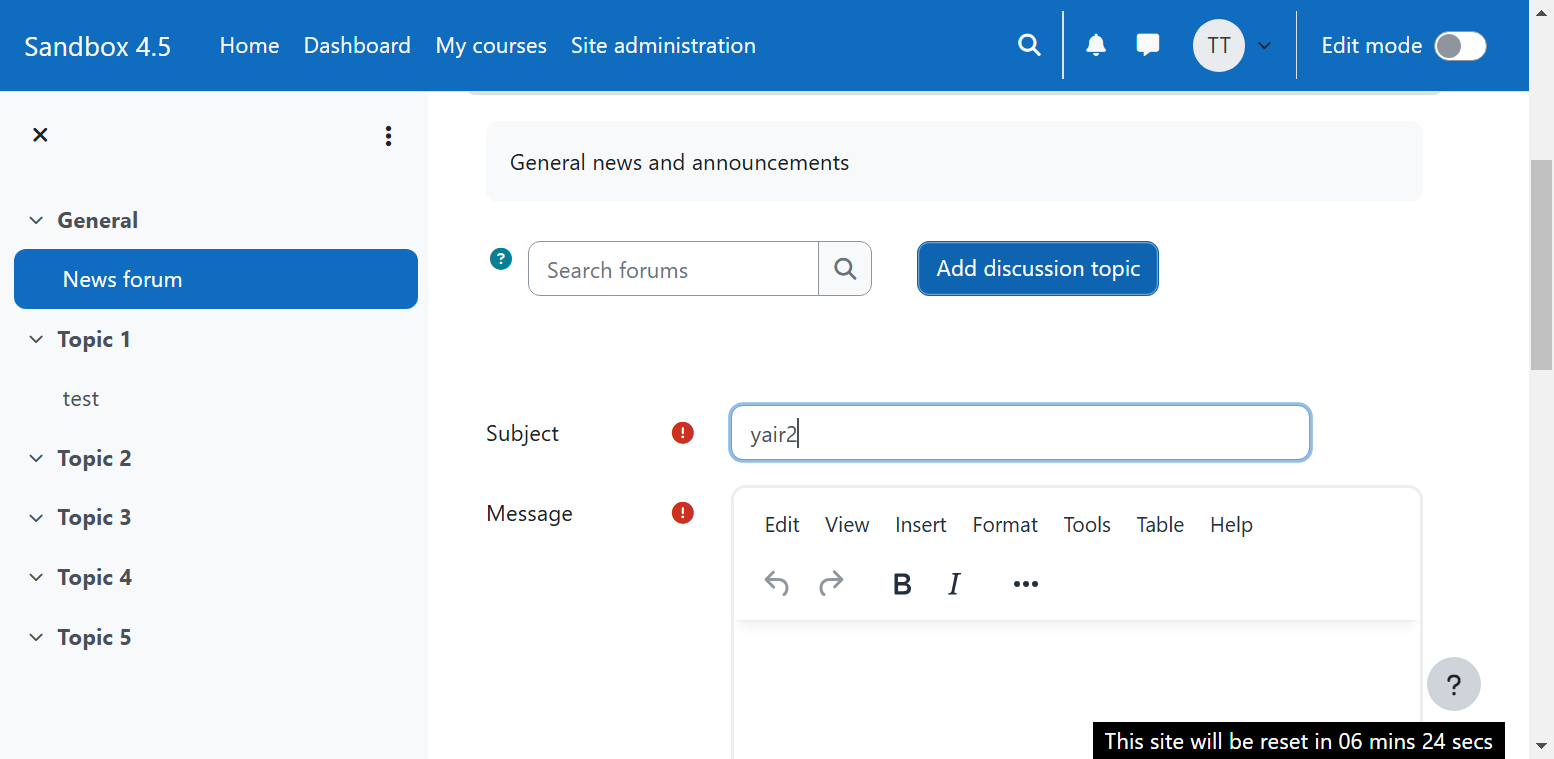 Sandbox 4.5 Home Dashboard My courses Site administration TT Edit mode
General
News forum
Topic 1
test
Topic 2
Topic 3
Topic 4
Topic 5
General news and announcements
? Search forums Add discussion topic
Subject ! yair2
Message !
Edit View Insert Format Tools Table Help
B I
?
This site will be reset in 06 mins 24 secs